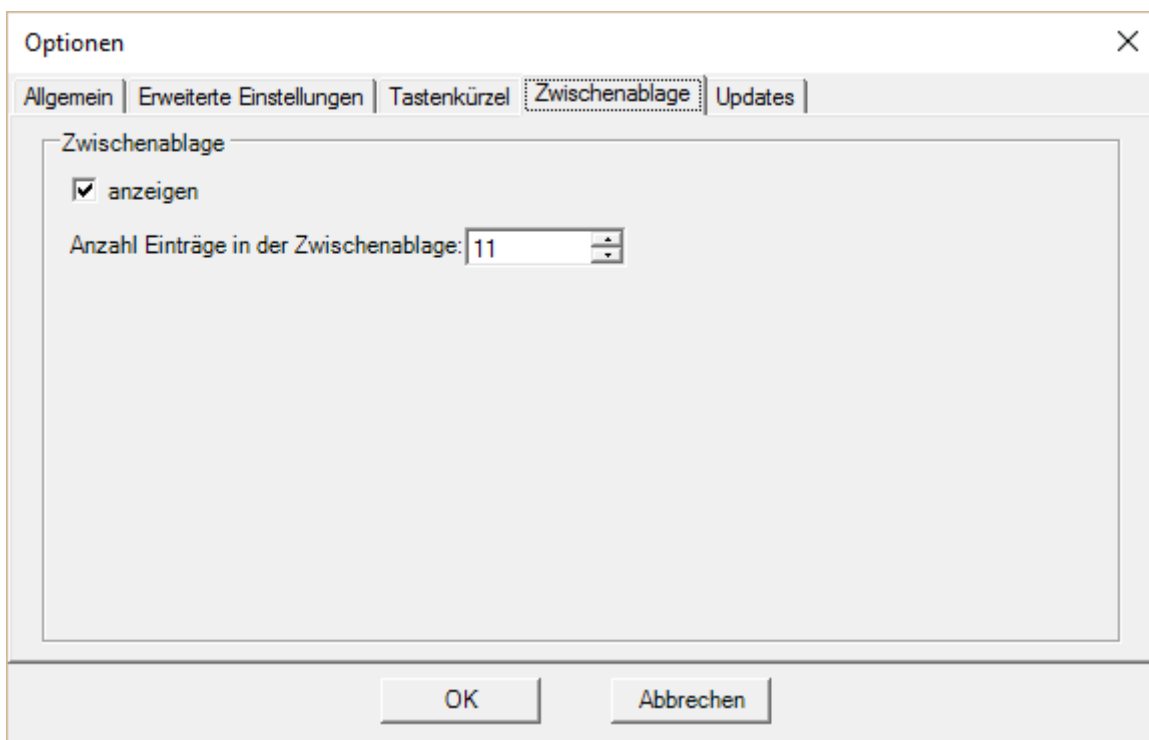 Optionen
Allgemein Erweiterte Einstellungen Tastenkürzel Zwischenablage Updates
Zwischenablage
anzeigen
Anzahl Einträge in der Zwischenablage: 11
OK Abbrechen